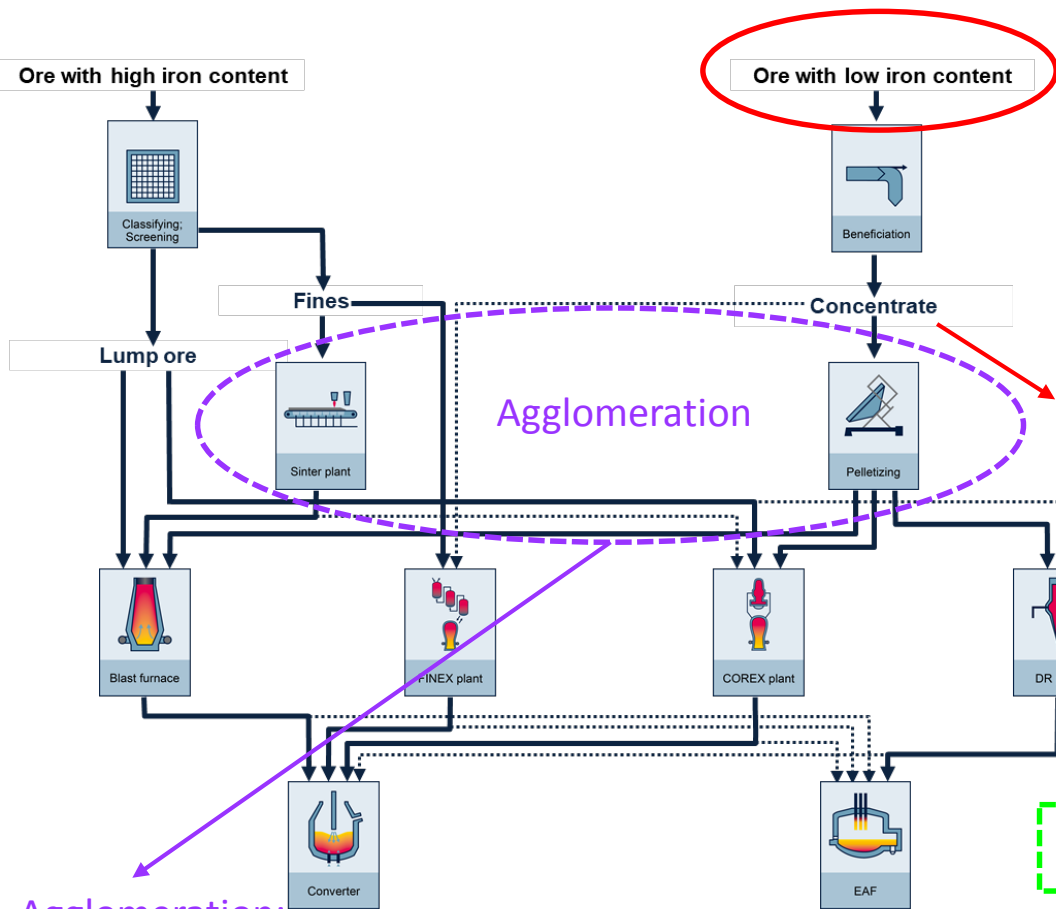 Ore with high iron content
Ore with low iron content
Classifying;
Screening
Beneficiation
Fines
Concentrate
Lump ore
Agglomeration
Sinter plant
Pelletizing
Blast furnace
FINEX plant
COREX plant
DR
Converter
EAF
Agglomeration: